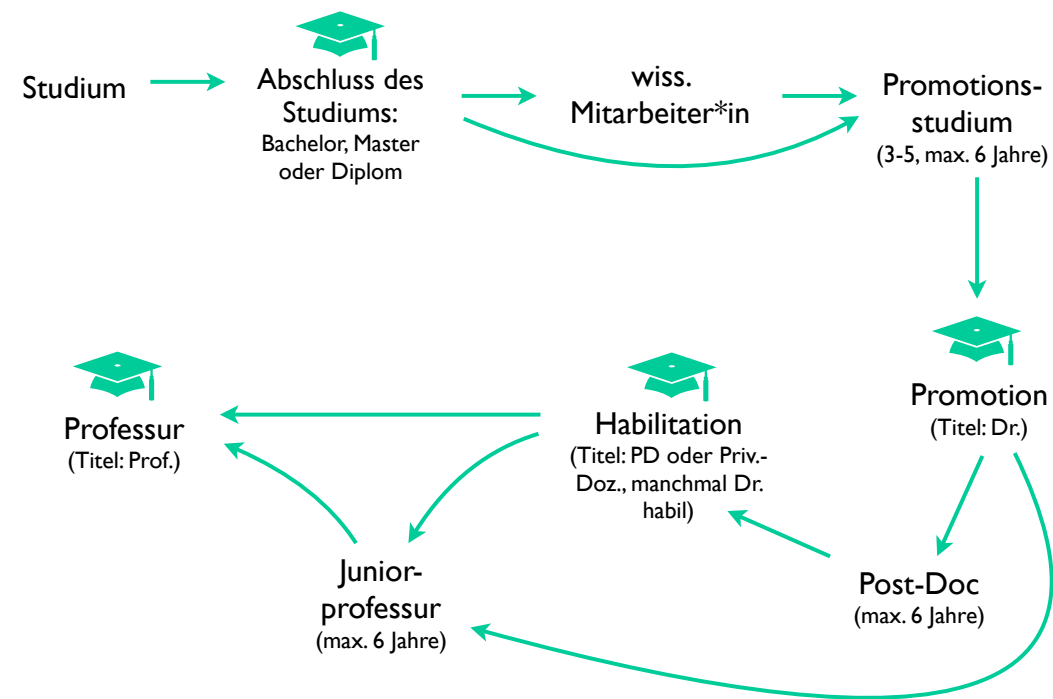 Studium
Abschluss des
Studiums:
Bachelor, Master
oder Diplom
wiss.
Mitarbeiter*in
Promotions-
studium
(3-5, max. 6 Jahre)
Promotion
(Titel: Dr.)
Post-Doc
(max. 6 Jahre)
Habilitation
(Titel: PD oder Priv.-
Doz., manchmal Dr.
habil)
Junior-
professur
(max. 6 Jahre)
Professur
(Titel: Prof.)